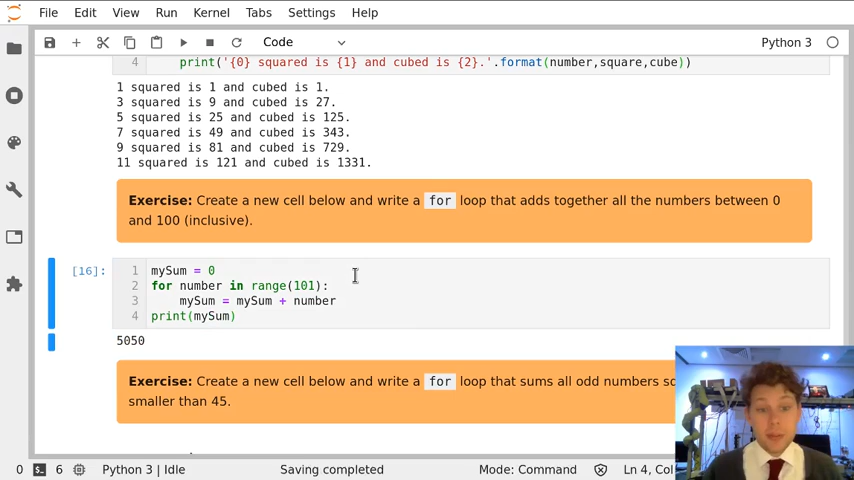 File Edit View Run Kernel Tabs Settings Help
Code
Python 3
4 print('{0} squared is {1} and cubed is {2}.'.format(number,square,cube))
1 squared is 1 and cubed is 1.
3 squared is 9 and cubed is 27.
5 squared is 25 and cubed is 125.
7 squared is 49 and cubed is 343.
9 squared is 81 and cubed is 729.
11 squared is 121 and cubed is 1331.
Exercise: Create a new cell below and write a for loop that adds together all the numbers between 0
and 100 (inclusive).
[16]:
1 mySum = 0
2 for number in range(101):
3 mySum = mySum + number
4 print(mySum)
5050
Exercise: Create a new cell below and write a for loop that sums all odd numbers
smaller than 45.
0 6 Python 3 | Idle Saving completed Mode: Command Ln 4, Col